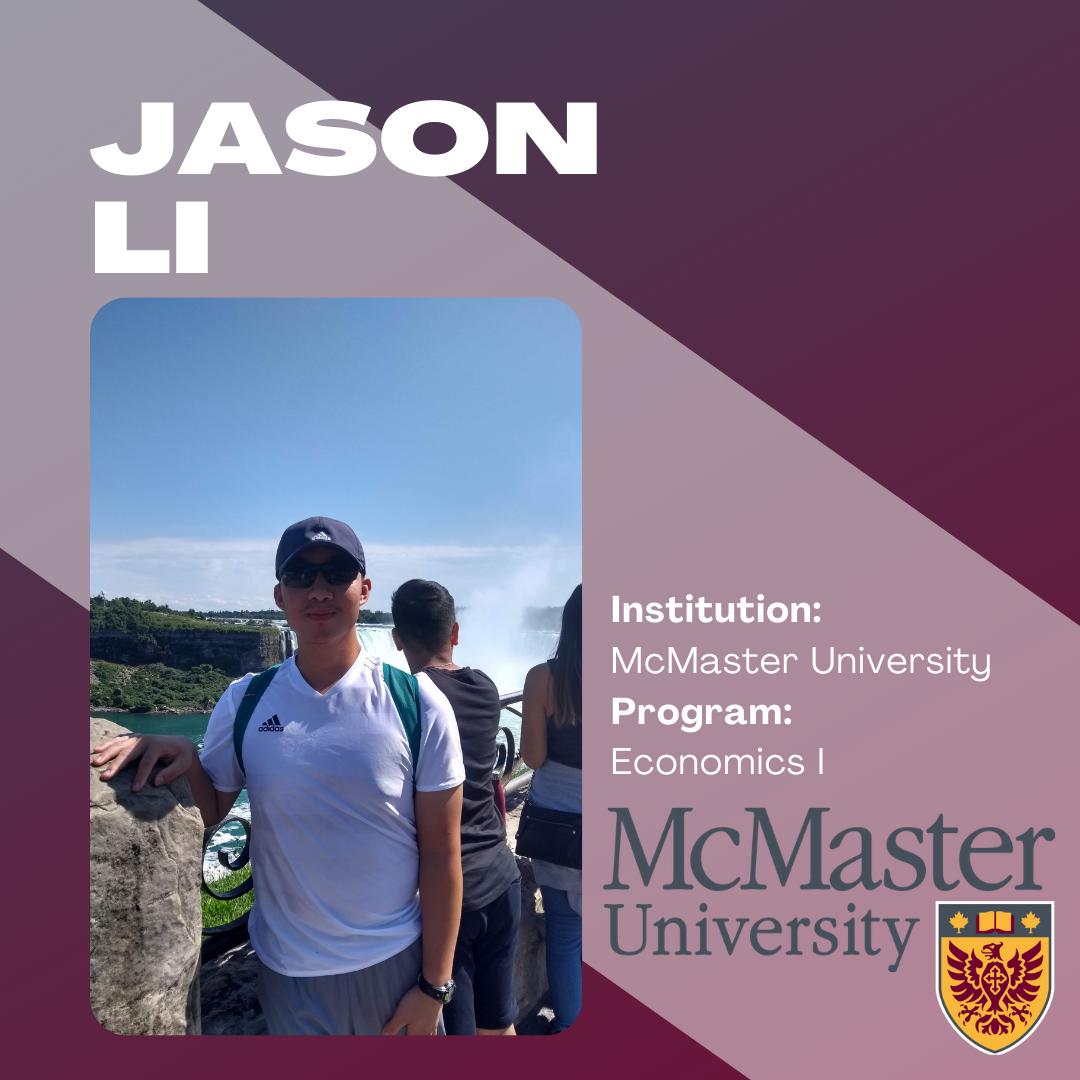 JASON
LI
adidas
Institution:
McMaster University
Program:
Economics I
McMaster
University